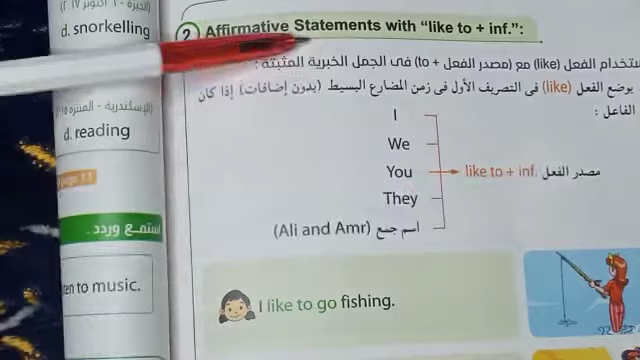 d. snorkelling
d. reading
استمع وردد.
ten to music.
2 Affirmative Statements with “like to + inf.”:
ستخدام الفعل (like) مع (مصدر الفعل + to) فى الجمل الخبرية المثبتة :
يوضع الفعل (like) فى التصريف الأول فى زمن المضارع البسيط (بدون إضافات) إذا كان
الفاعل :
I
We
You
like to + inf. مصدر الفعل
They
اسم جمع (Ali and Amr)
I like to go fishing.